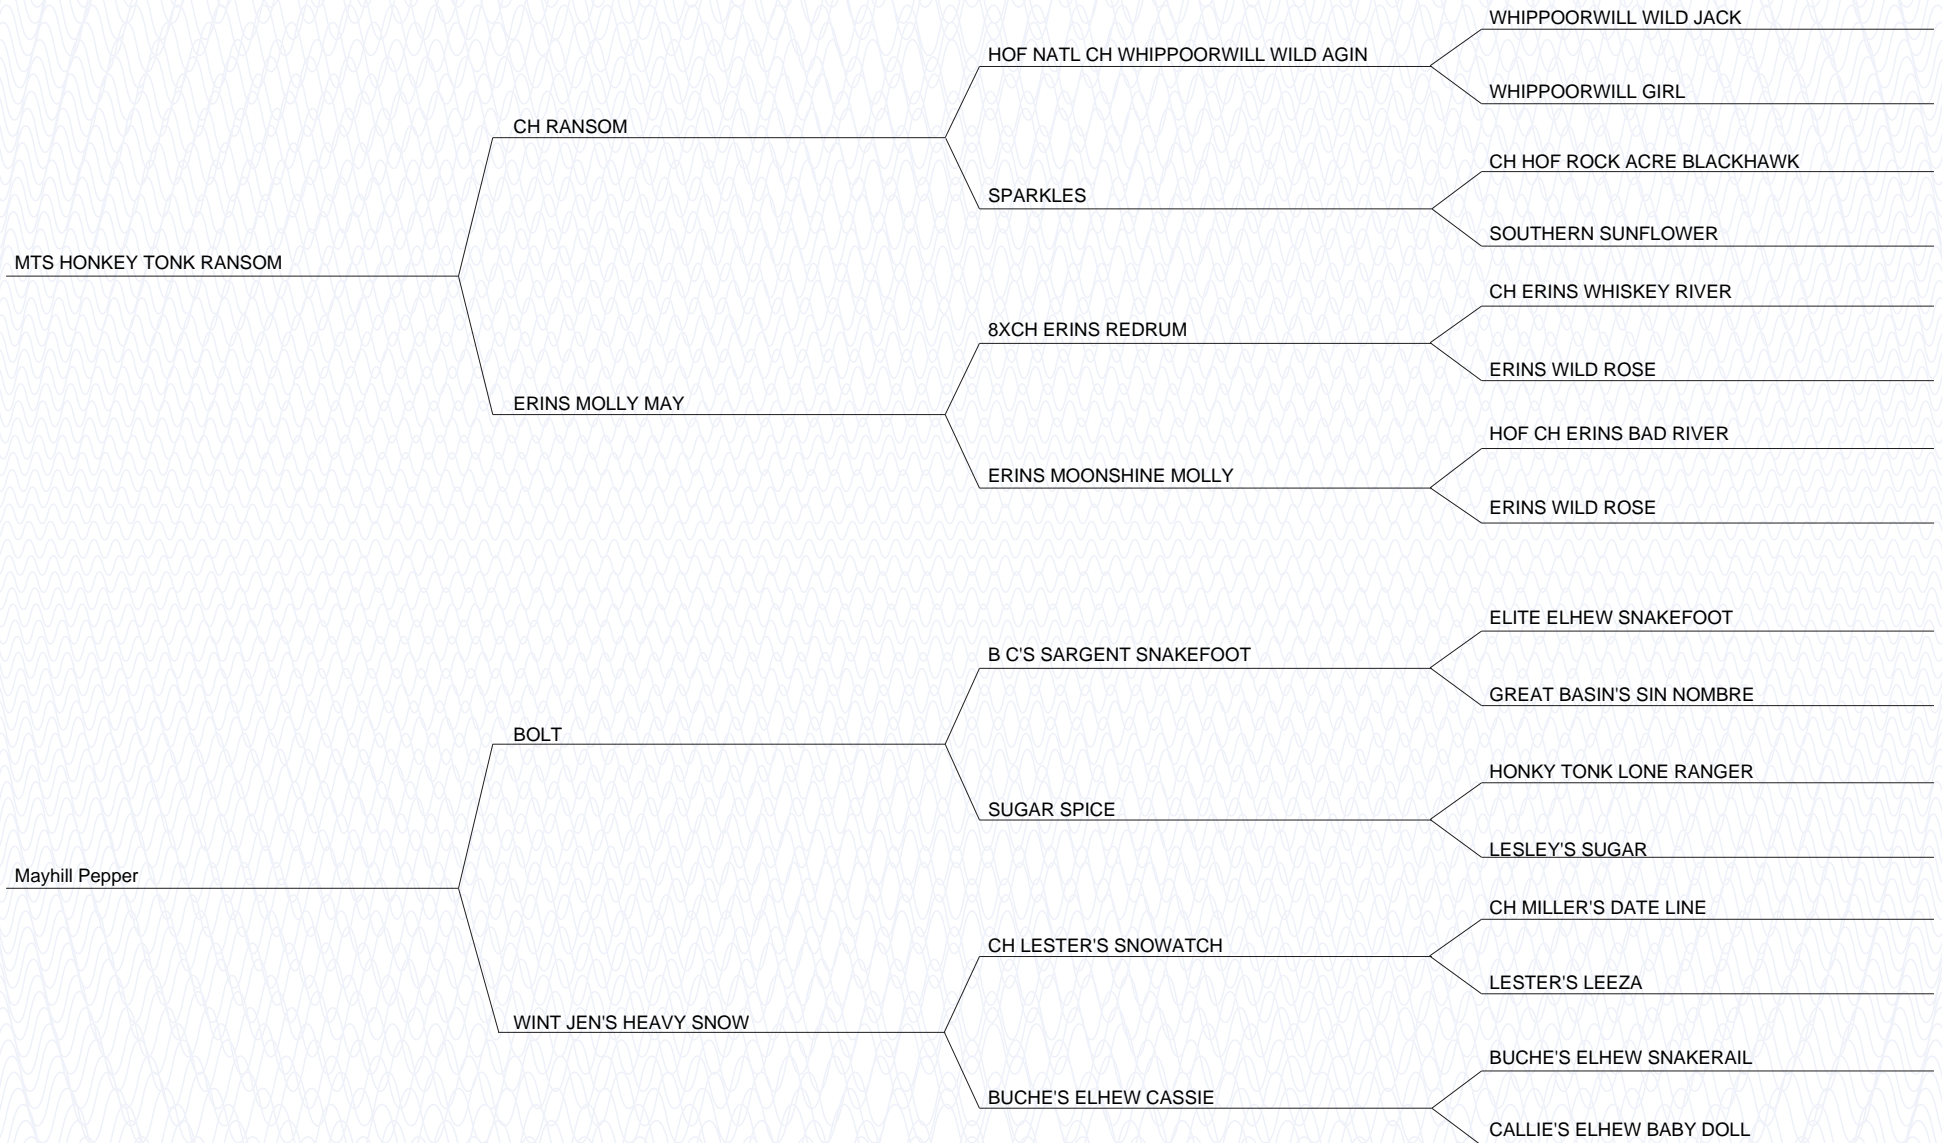 WHIPPOORWILL WILD JACK
HOF NATL CH WHIPPOORWILL WILD AGIN
WHIPPOORWILL GIRL
CH RANSOM
CH HOF ROCK ACRE BLACKHAWK
SPARKLES
SOUTHERN SUNFLOWER
MTS HONKEY TONK RANSOM
CH ERINS WHISKEY RIVER
8XCH ERINS REDRUM
ERINS WILD ROSE
ERINS MOLLY MAY
HOF CH ERINS BAD RIVER
ERINS MOONSHINE MOLLY
ERINS WILD ROSE
ELITE ELHEW SNAKEFOOT
B C'S SARGENT SNAKEFOOT
GREAT BASIN'S SIN NOMBRE
BOLT
HONKY TONK LONE RANGER
SUGAR SPICE
LESLEY'S SUGAR
Mayhill Pepper
CH MILLER'S DATE LINE
CH LESTER'S SNOWATCH
LESTER'S LEEZA
WINT JEN'S HEAVY SNOW
BUCHE'S ELHEW SNAKERAIL
BUCHE'S ELHEW CASSIE
CALLIE'S ELHEW BABY DOLL